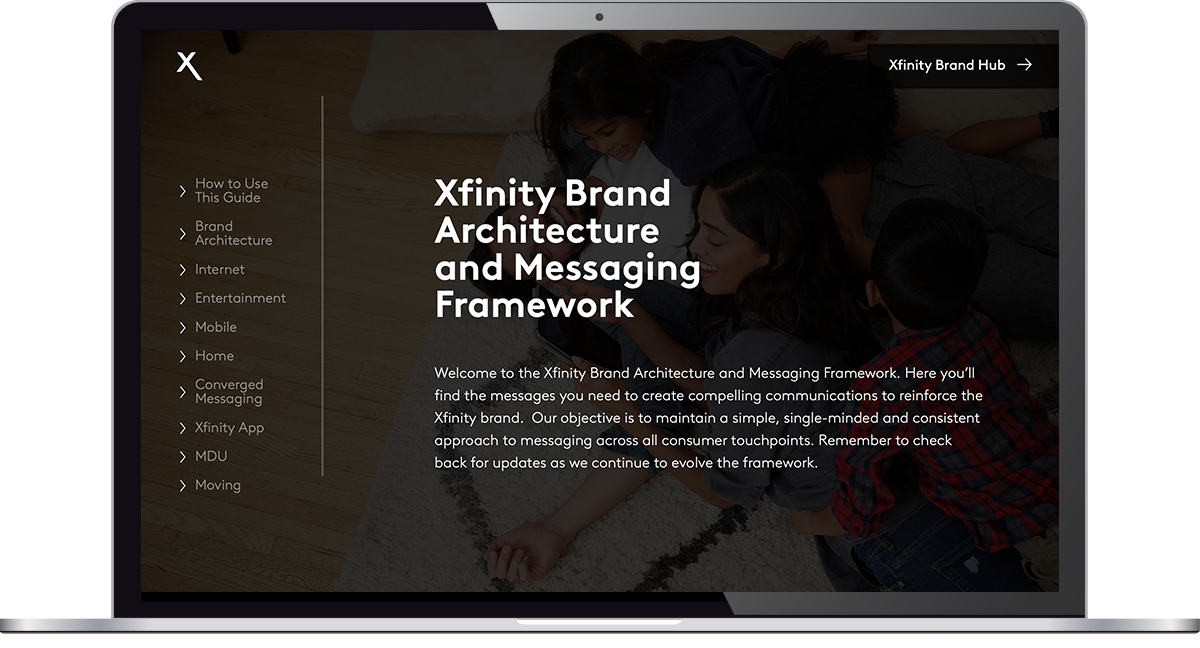 X
Xfinity Brand Hub →
How to Use
This Guide
Brand
Architecture
Internet
Entertainment
Mobile
Home
Converged
Messaging
Xfinity App
MDU
Moving
Xfinity Brand
Architecture
and Messaging
Framework
Welcome to the Xfinity Brand Architecture and Messaging Framework. Here you’ll
find the messages you need to create compelling communications to reinforce the
Xfinity brand.  Our objective is to maintain a simple, single-minded and consistent
approach to messaging across all consumer touchpoints. Remember to check
back for updates as we continue to evolve the framework.